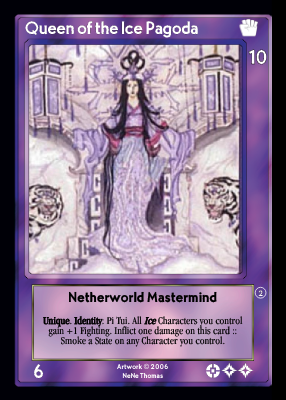 Queen of the Ice Pagoda
10
Netherworld Mastermind
2
Unique. Identity: Pi Tui. All Ice Characters you control
gain +1 Fighting. Inflict one damage on this card ::
Smoke a State on any Character you control.
6
Artwork © 2006
NeNe Thomas